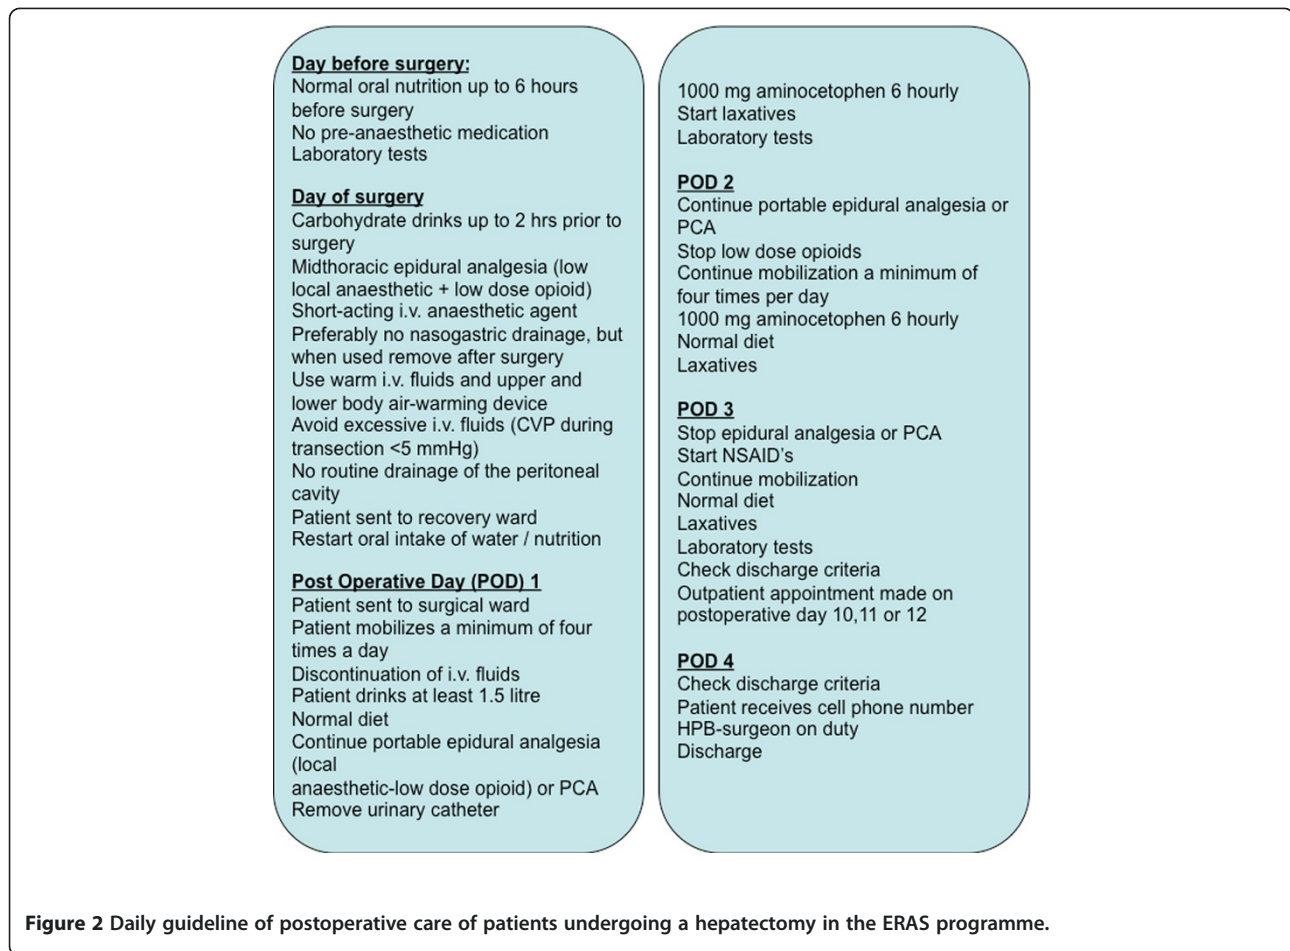 Day before surgery:
Normal oral nutrition up to 6 hours
before surgery
No pre-anaesthetic medication
Laboratory tests
Day of surgery
Carbohydrate drinks up to 2 hrs prior to
surgery
Midthoracic epidural analgesia (low
local anaesthetic + low dose opioid)
Short-acting i.v. anaesthetic agent
Preferably no nasogastric drainage, but
when used remove after surgery
Use warm i.v. fluids and upper and
lower body air-warming device
Avoid excessive i.v. fluids (CVP during
transection <5 mmHg)
No routine drainage of the peritoneal
cavity
Patient sent to recovery ward
Restart oral intake of water / nutrition
Post Operative Day (POD) 1
Patient sent to surgical ward
Patient mobilizes a minimum of four
times a day
Discontinuation of i.v. fluids
Patient drinks at least 1.5 litre
Normal diet
Continue portable epidural analgesia
(local
anaesthetic-low dose opioid) or PCA
Remove urinary catheter
1000 mg aminocetophen 6 hourly
Start laxatives
Laboratory tests
POD 2
Continue portable epidural analgesia or
PCA
Stop low dose opioids
Continue mobilization a minimum of
four times per day
1000 mg aminocetophen 6 hourly
Normal diet
Laxatives
POD 3
Stop epidural analgesia or PCA
Start NSAID's
Continue mobilization
Normal diet
Laxatives
Laboratory tests
Check discharge criteria
Outpatient appointment made on
postoperative day 10,11 or 12
POD 4
Check discharge criteria
Patient receives cell phone number
HPB-surgeon on duty
Discharge
Figure 2 Daily guideline of postoperative care of patients undergoing a hepatectomy in the ERAS programme.